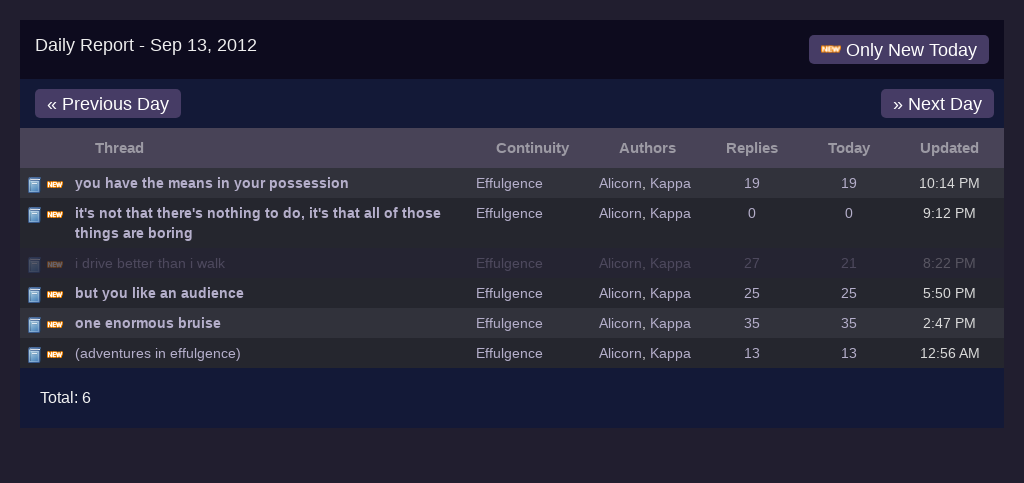 Daily Report - Sep 13, 2012
NEW Only New Today
« Previous Day
» Next Day
Thread Continuity Authors Replies Today Updated
NEW you have the means in your possession Effulgence Alicorn, Kappa 19 19 10:14 PM
NEW it's not that there's nothing to do, it's that all of those Effulgence Alicorn, Kappa 0 0 9:12 PM
things are boring
NEW i drive better than i walk Effulgence Alicorn, Kappa 27 21 8:22 PM
NEW but you like an audience Effulgence Alicorn, Kappa 25 25 5:50 PM
NEW one enormous bruise Effulgence Alicorn, Kappa 35 35 2:47 PM
NEW (adventures in effulgence) Effulgence Alicorn, Kappa 13 13 12:56 AM
Total: 6